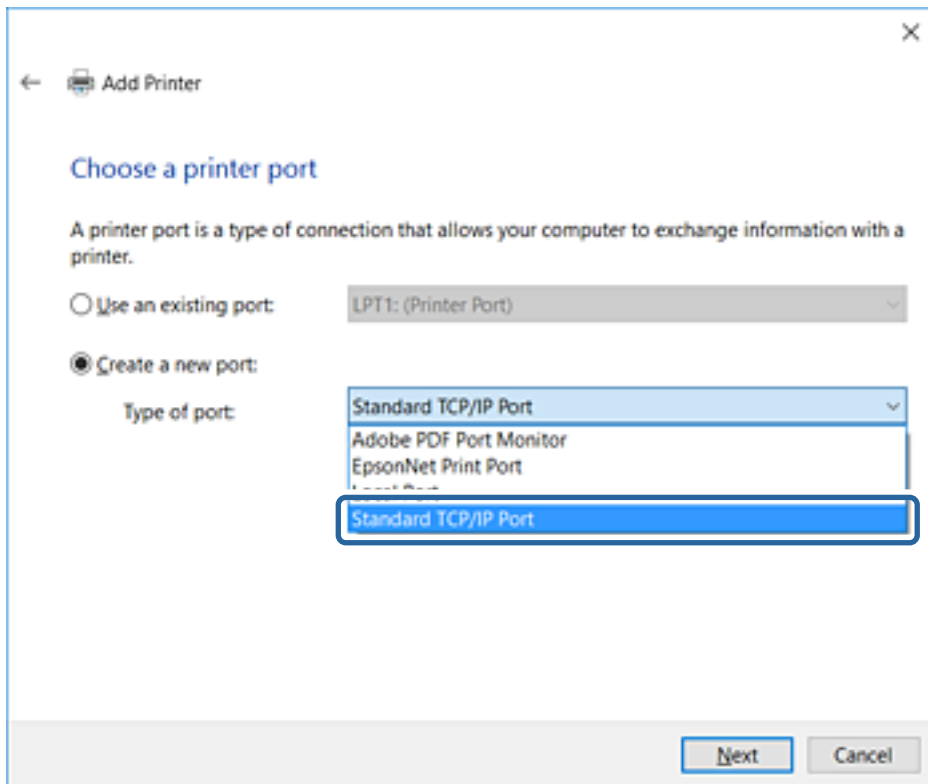 Add Printer
Choose a printer port
A printer port is a type of connection that allows your computer to exchange information with a
printer.
Use an existing port:
LPT1: (Printer Port)
Create a new port:
Type of port:
Standard TCP/IP Port
Adobe PDF Port Monitor
EpsonNet Print Port
Local Port
Standard TCP/IP Port
Next
Cancel